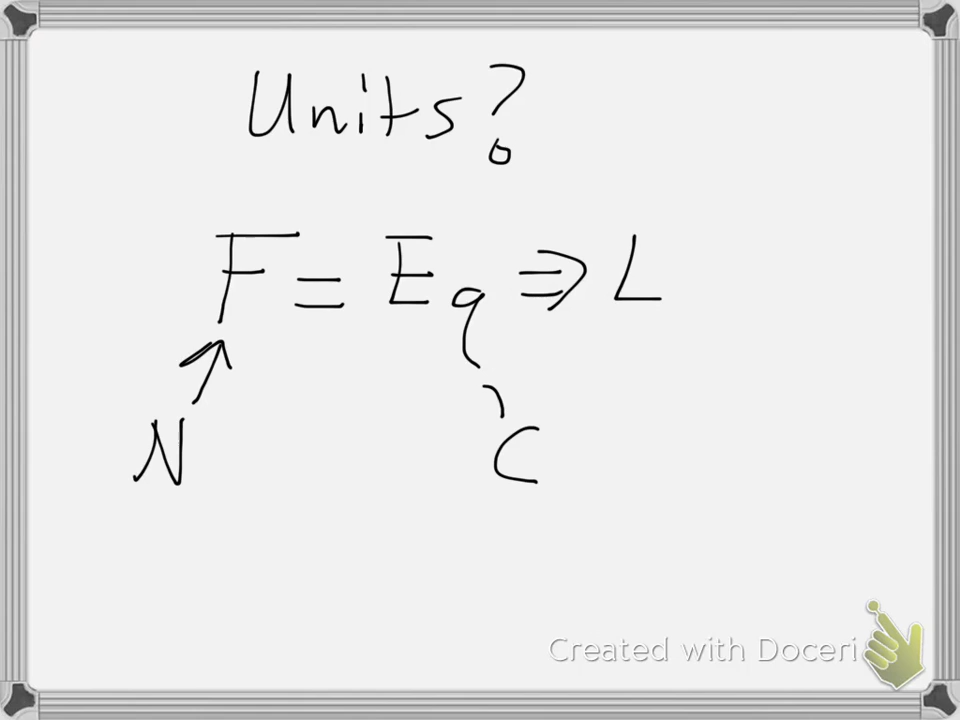 Units?
F = Eq ⇒ L
N C
Created with Doceri